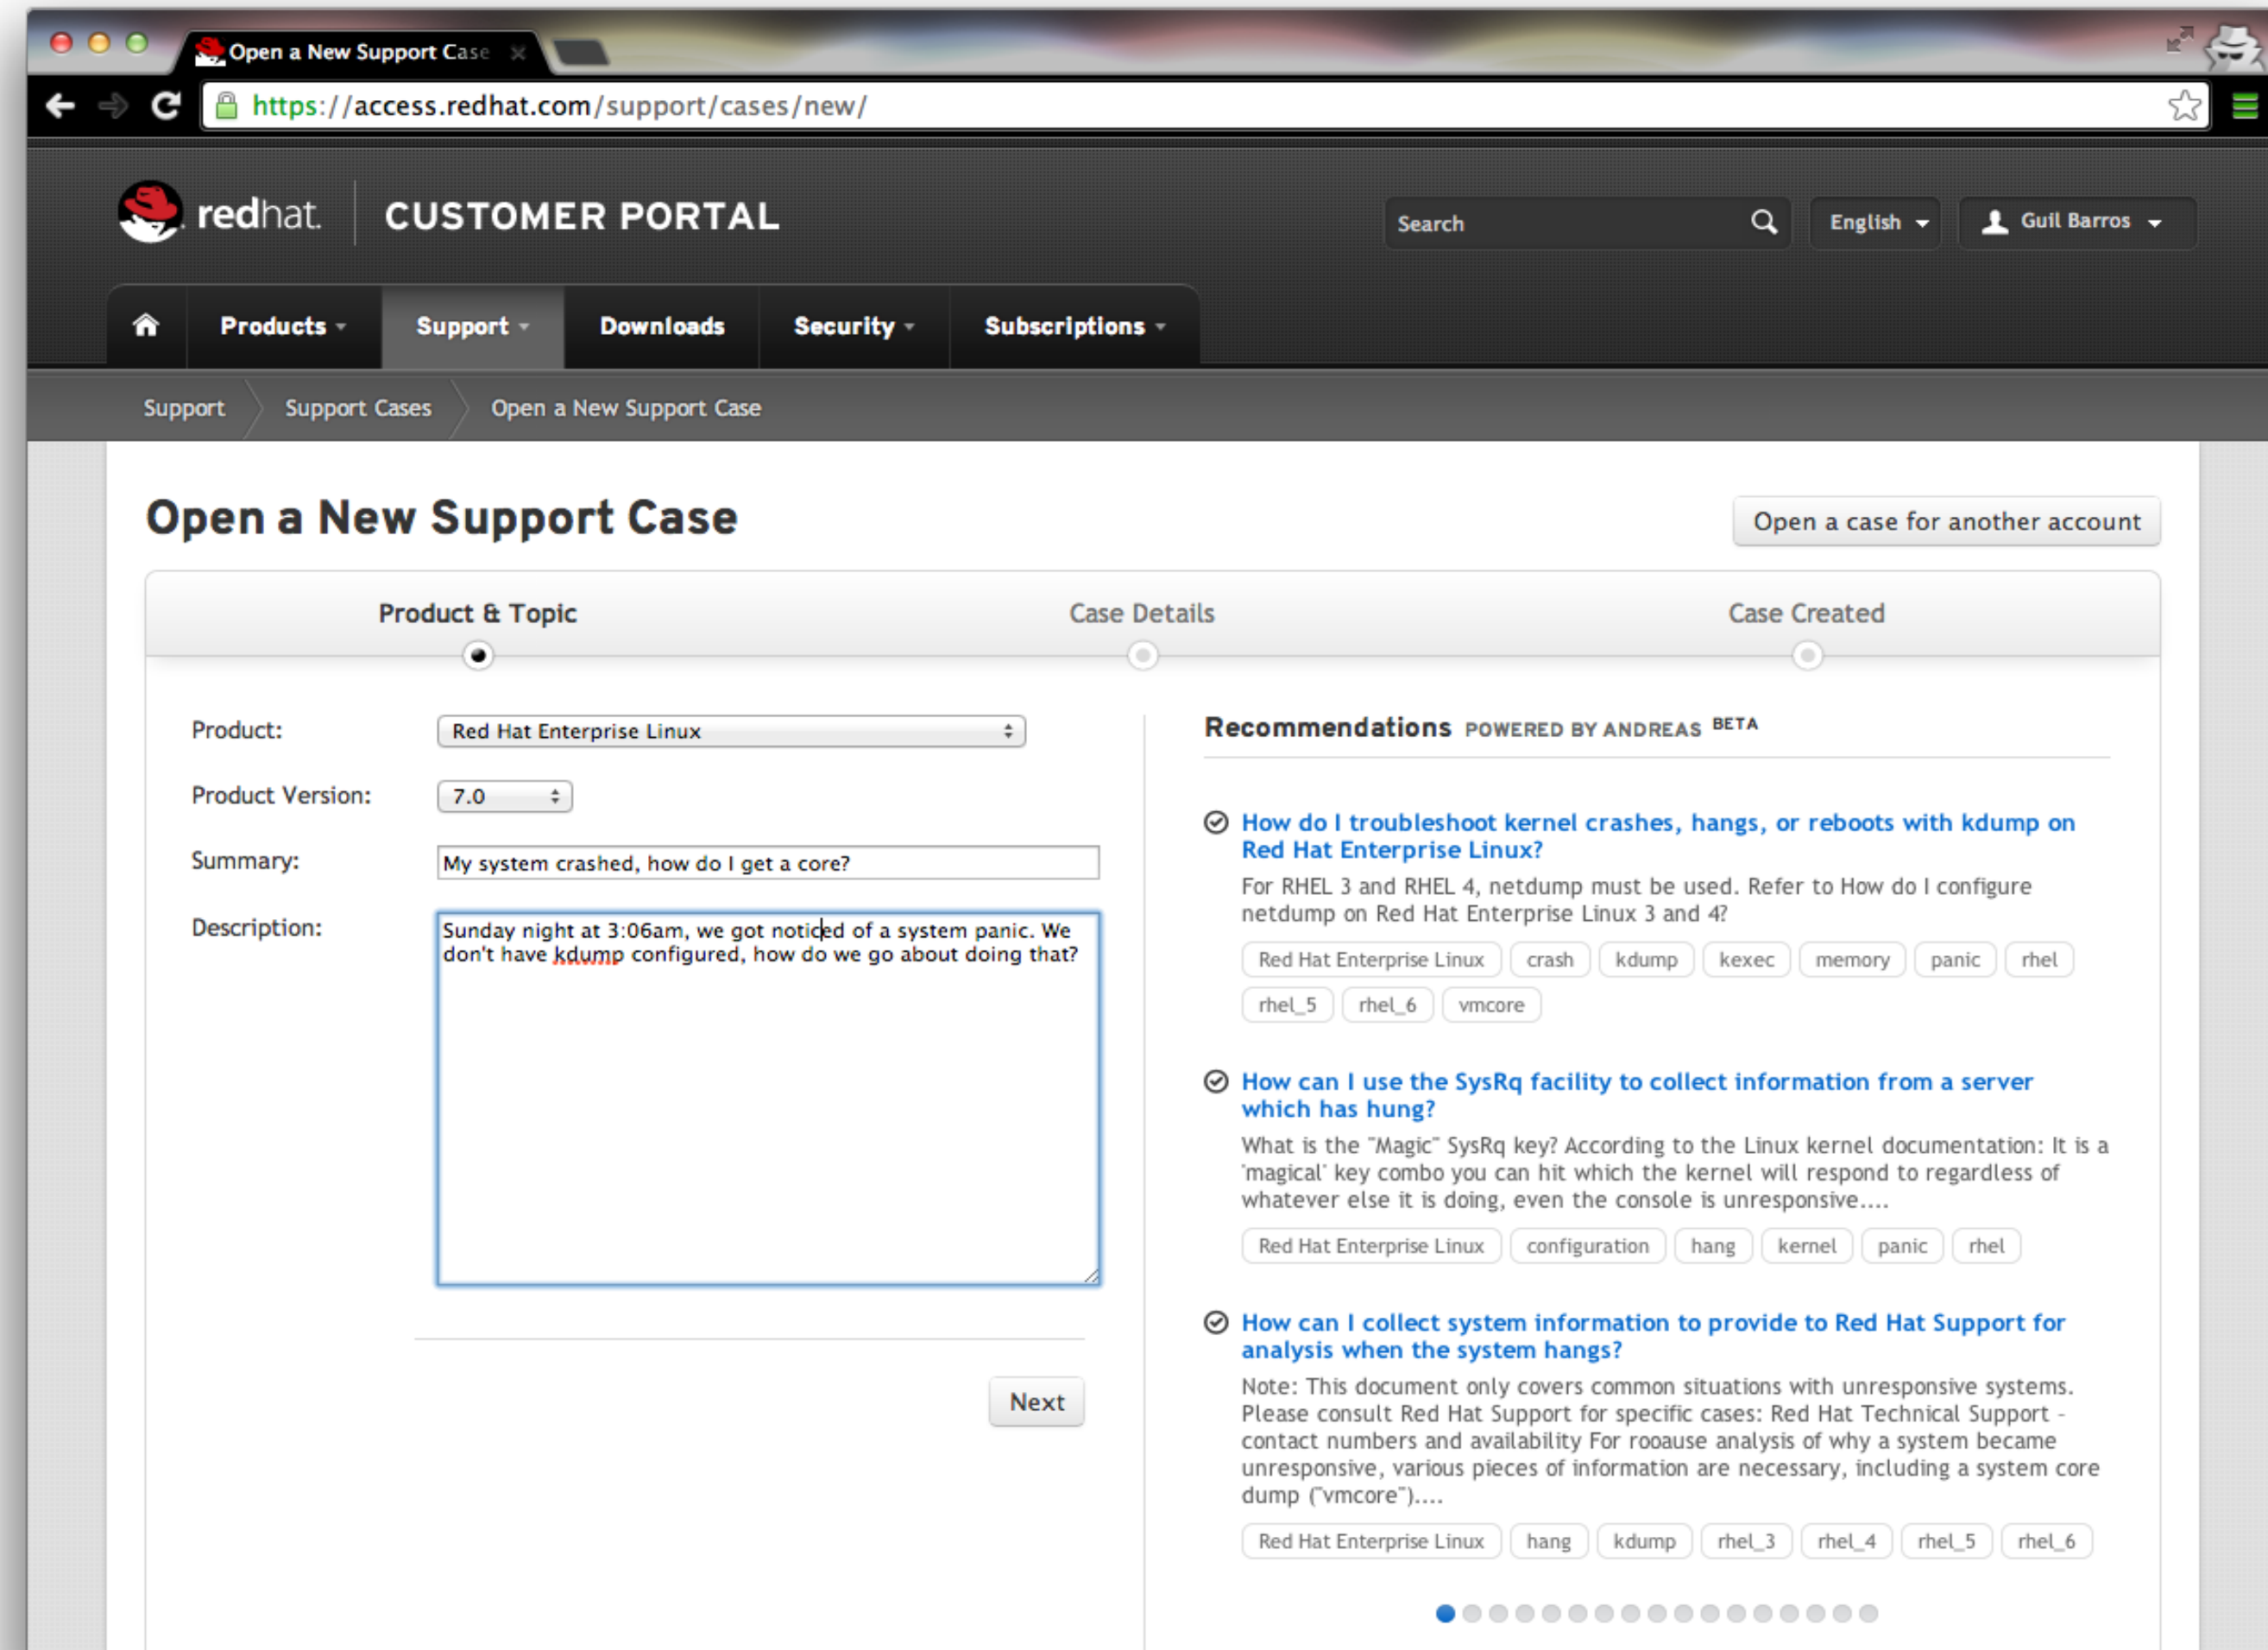 Open a New Support Case
https://access.redhat.com/support/cases/new/
redhat. CUSTOMER PORTAL
Search
English
Guil Barros
Products
Support
Downloads
Security
Subscriptions
Support
Support Cases
Open a New Support Case
Open a New Support Case
Open a case for another account
Product & Topic
Case Details
Case Created
Product:
Red Hat Enterprise Linux
Product Version:
7.0
Summary:
My system crashed, how do I get a core?
Description:
Sunday night at 3:06am, we got noticed of a system panic. We
don't have kdump configured, how do we go about doing that?
Next
Recommendations POWERED BY ANDREAS BETA
How do I troubleshoot kernel crashes, hangs, or reboots with kdump on
Red Hat Enterprise Linux?
For RHEL 3 and RHEL 4, netdump must be used. Refer to How do I configure
netdump on Red Hat Enterprise Linux 3 and 4?
Red Hat Enterprise Linux crash kdump kexec memory panic rhel
rhel_5 rhel_6 vmcore
How can I use the SysRq facility to collect information from a server
which has hung?
What is the "Magic" SysRq key? According to the Linux kernel documentation: It is a
'magical' key combo you can hit which the kernel will respond to regardless of
whatever else it is doing, even the console is unresponsive....
Red Hat Enterprise Linux configuration hang kernel panic rhel
How can I collect system information to provide to Red Hat Support for
analysis when the system hangs?
Note: This document only covers common situations with unresponsive systems.
Please consult Red Hat Support for specific cases: Red Hat Technical Support -
contact numbers and availability For rooause analysis of why a system became
unresponsive, various pieces of information are necessary, including a system core
dump ("vmcore")....
Red Hat Enterprise Linux hang kdump rhel_3 rhel_4 rhel_5 rhel_6